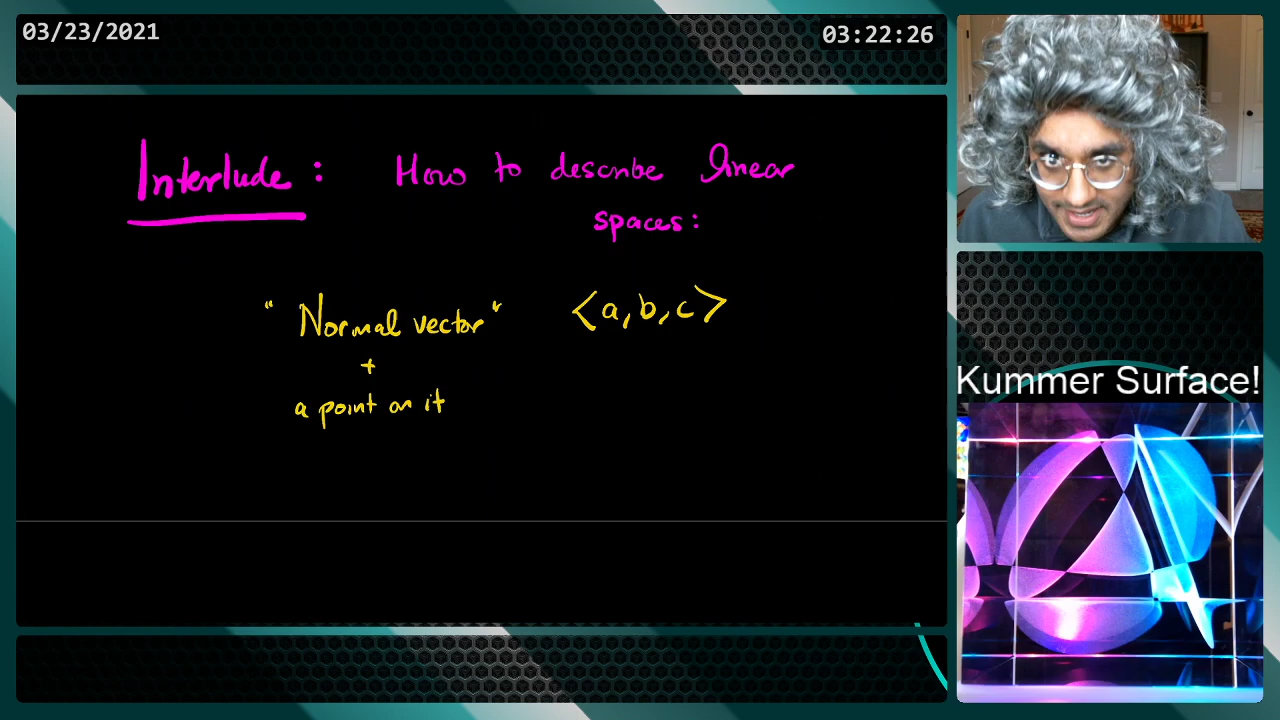 03/23/2021
03:22:26
Interlude: How to describe linear
spaces:
"Normal vector" <a, b, c>
+
a point on it
Kummer Surface!